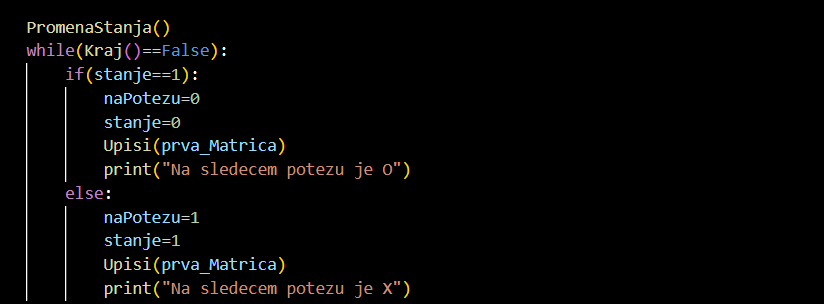 PromenaStanja()
while(Kraj()==False):
    if(stanje==1):
        naPotezu=0
        stanje=0
        Upisi(prva_Matrica)
        print("Na sledecem potezu je O")
    else:
        naPotezu=1
        stanje=1
        Upisi(prva_Matrica)
        print("Na sledecem potezu je X")